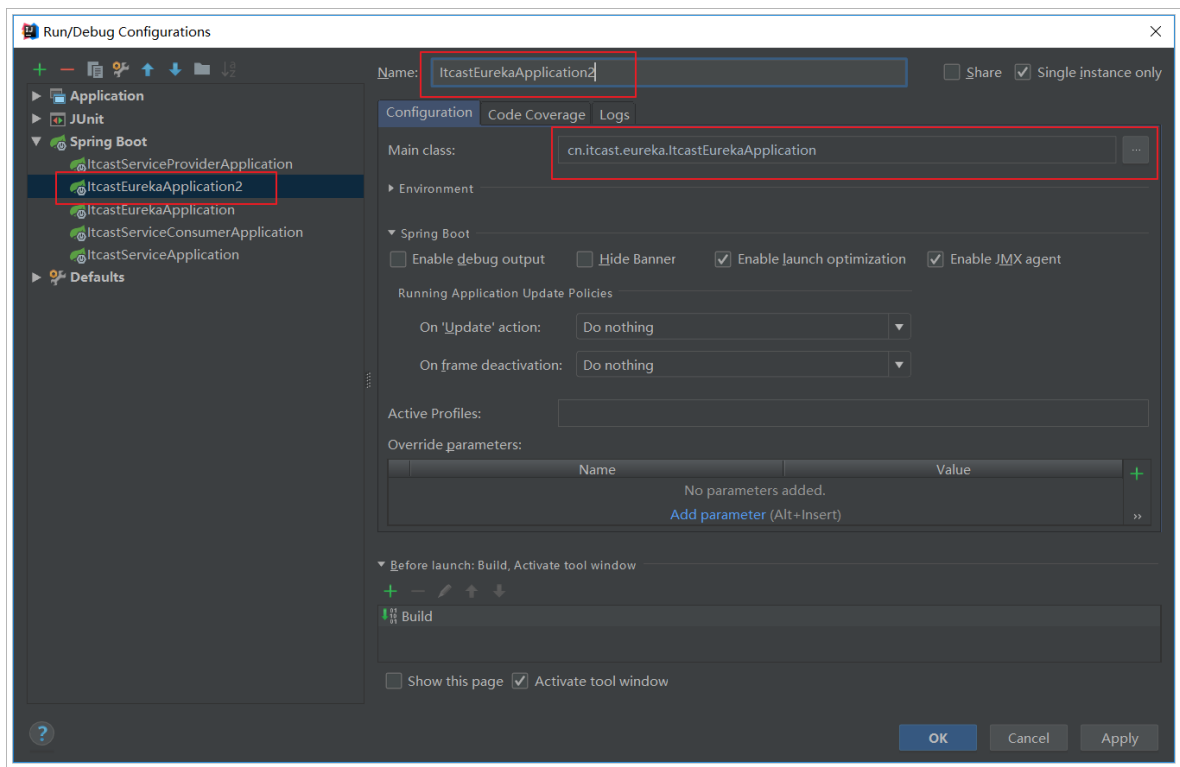 Run/Debug Configurations
Name: ItcastEurekaApplication2 Share Single instance only
Application
JUnit
Spring Boot
ItcastServiceProviderApplication
ItcastEurekaApplication2
ItcastEurekaApplication
ItcastServiceConsumerApplication
ItcastServiceApplication
Defaults
Configuration Code Coverage Logs
Main class: cn.itcast.eureka.ItcastEurekaApplication ...
Environment
Spring Boot
Enable debug output Hide Banner Enable launch optimization Enable JMX agent
Running Application Update Policies
On 'Update' action: Do nothing
On frame deactivation: Do nothing
Active Profiles:
Override parameters:
Name Value
No parameters added.
Add parameter (Alt+Insert)
Before launch: Build, Activate tool window
Build
Show this page Activate tool window
? OK Cancel Apply